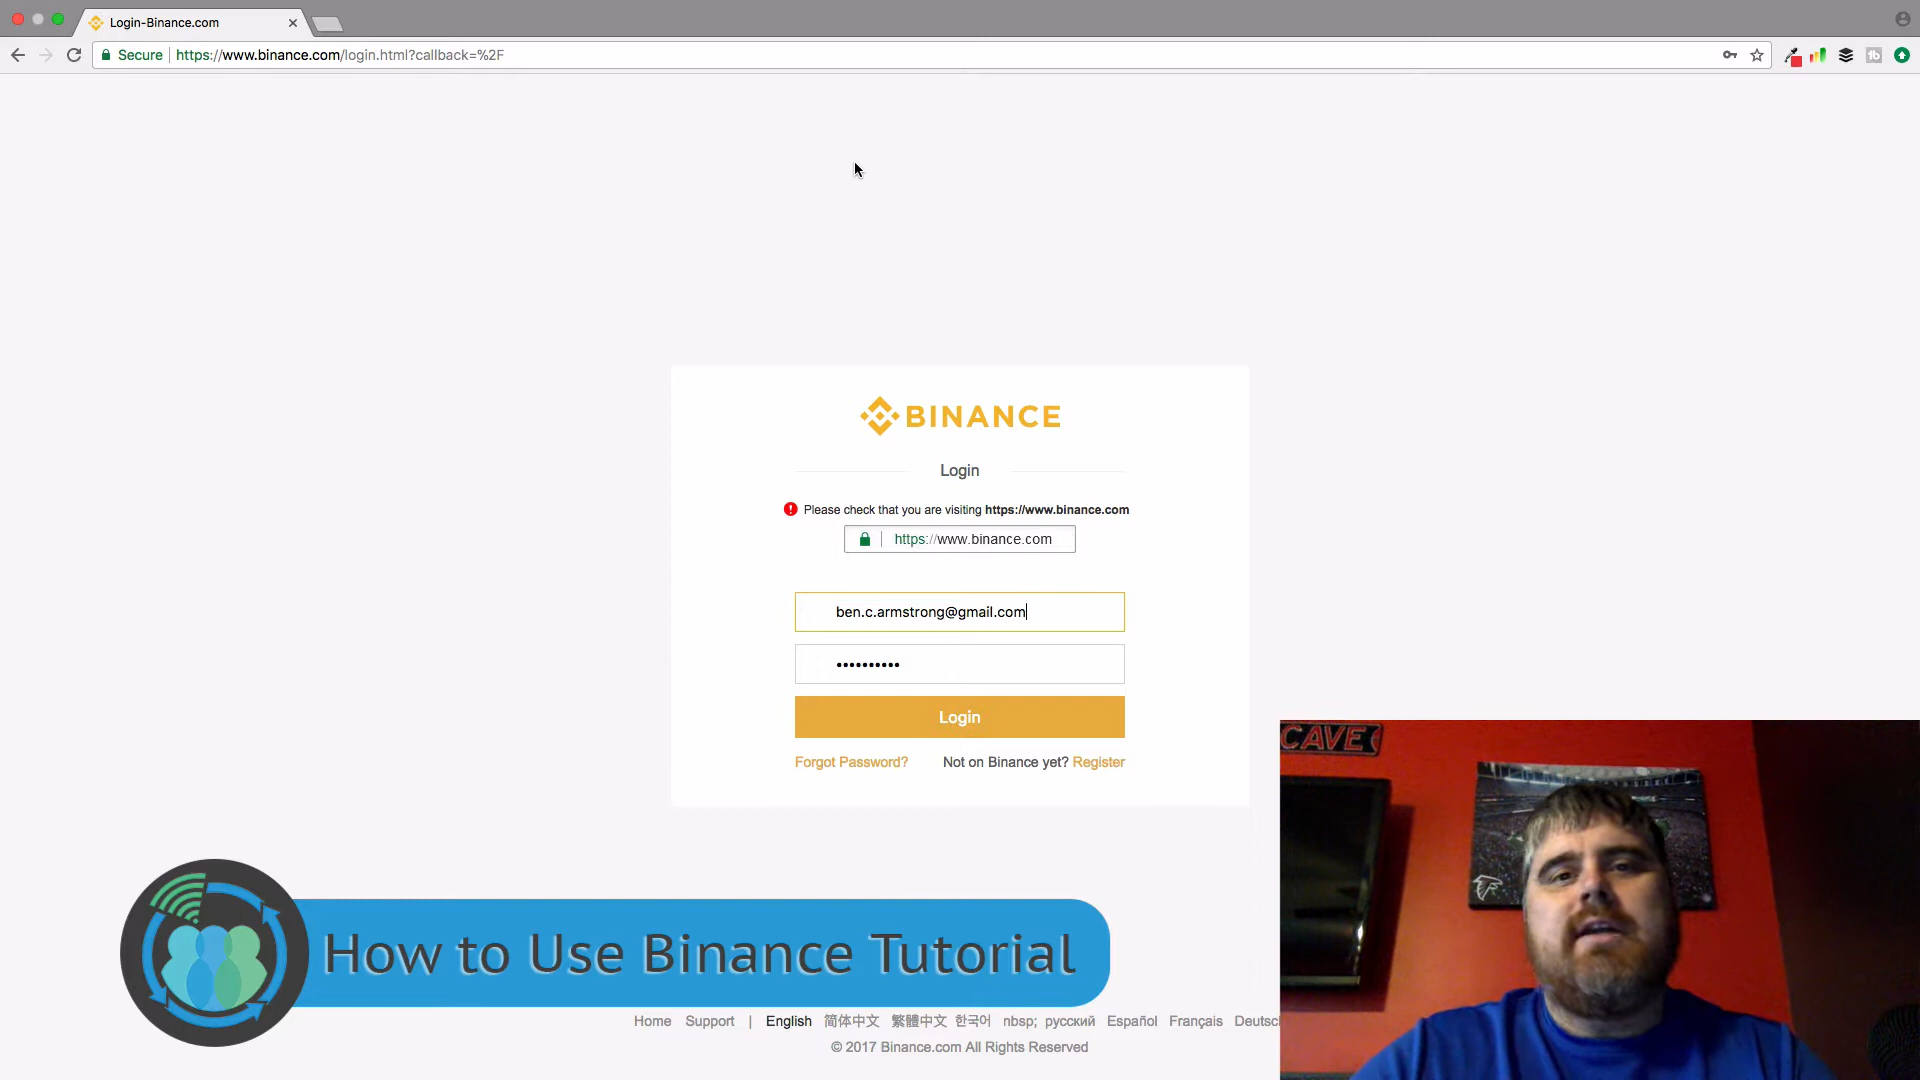 Login-Binance.com
Secure https://www.binance.com/login.html?callback=%2F
BINANCE
Login
Please check that you are visiting https://www.binance.com
https://www.binance.com
ben.c.armstrong@gmail.com
••••••••••
Login
Forgot Password? Not on Binance yet? Register
CAVE
How to Use Binance Tutorial
Home Support | English 简体中文 繁體中文 한국어 nbsp; русский Español Français Deutsc
© 2017 Binance.com All Rights Reserved